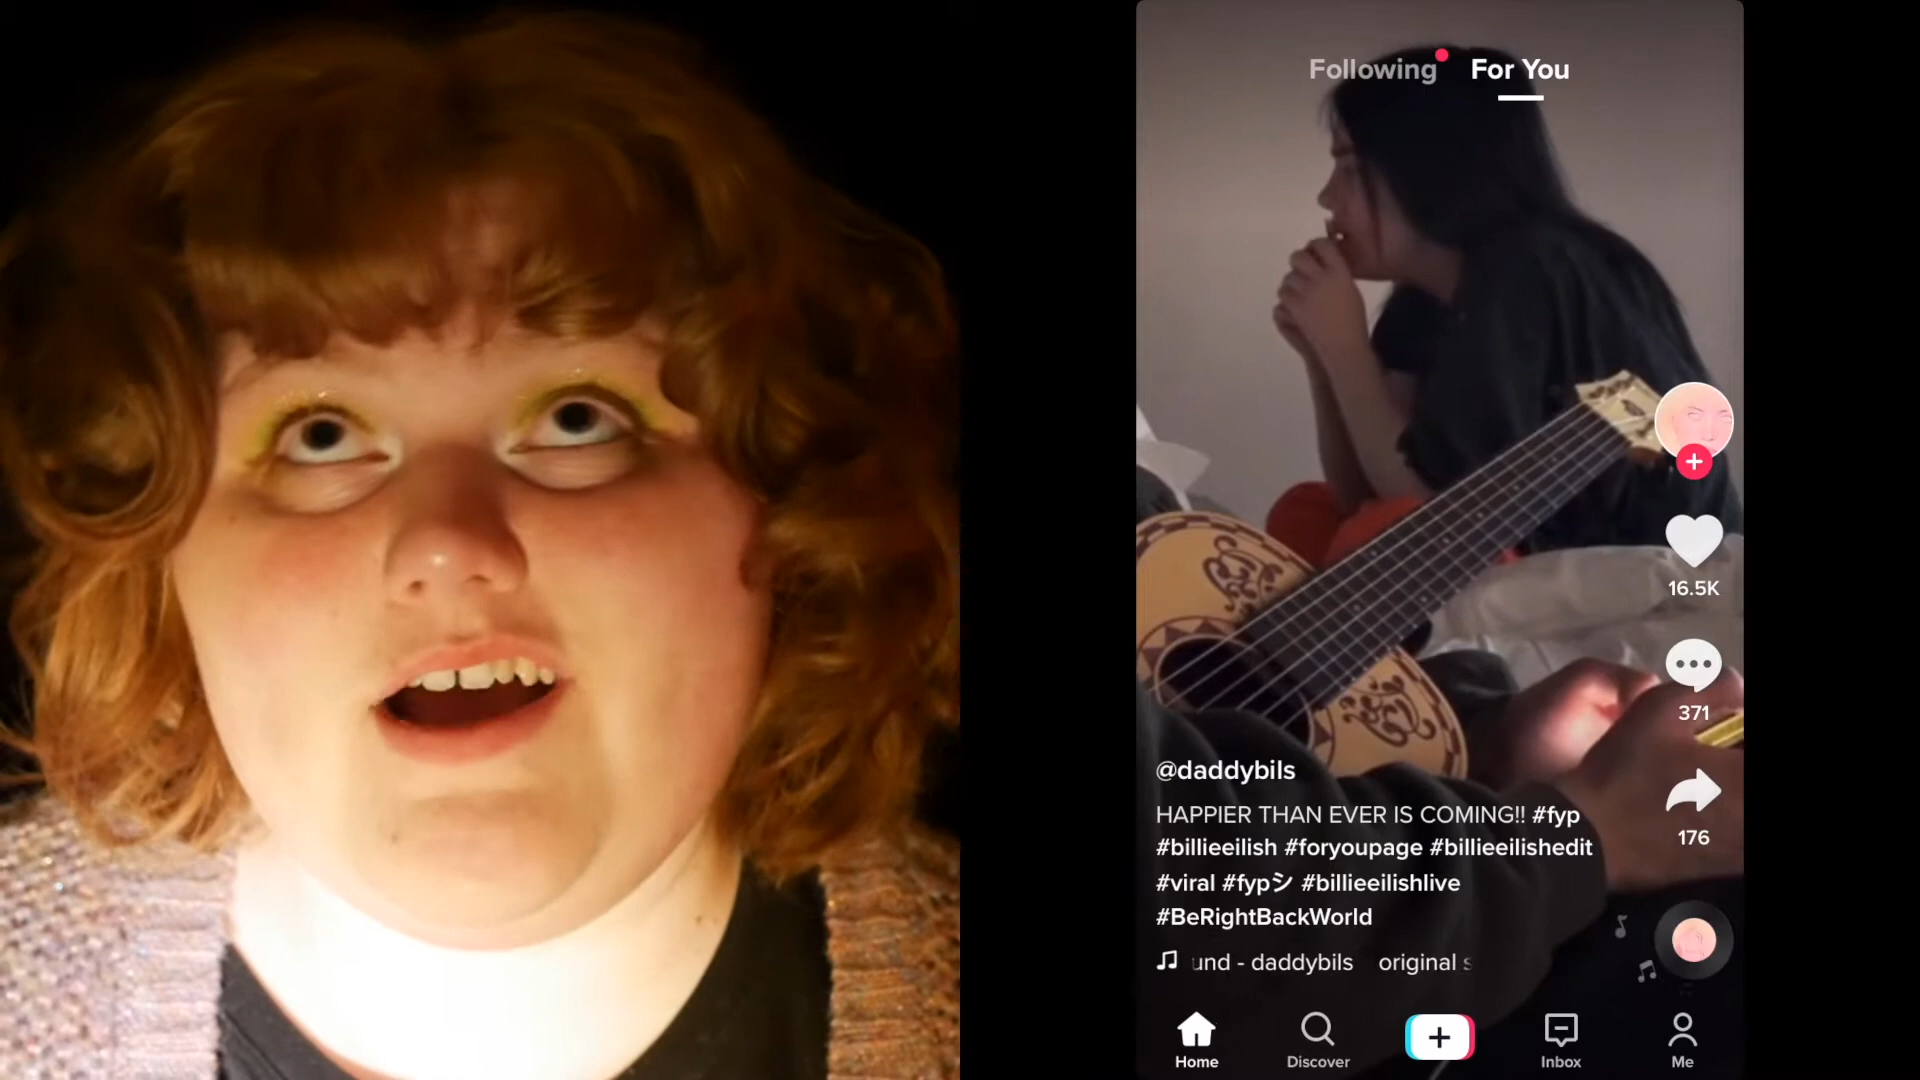 Following For You
16.5K
371
@daddybils
HAPPIER THAN EVER IS COMING!! #fyp
#billieeilish #foryoupage #billieeilishedit
#viral #fypシ #billieeilishlive
#BeRightBackWorld
176
und - daddybils original s
Home Discover Inbox Me